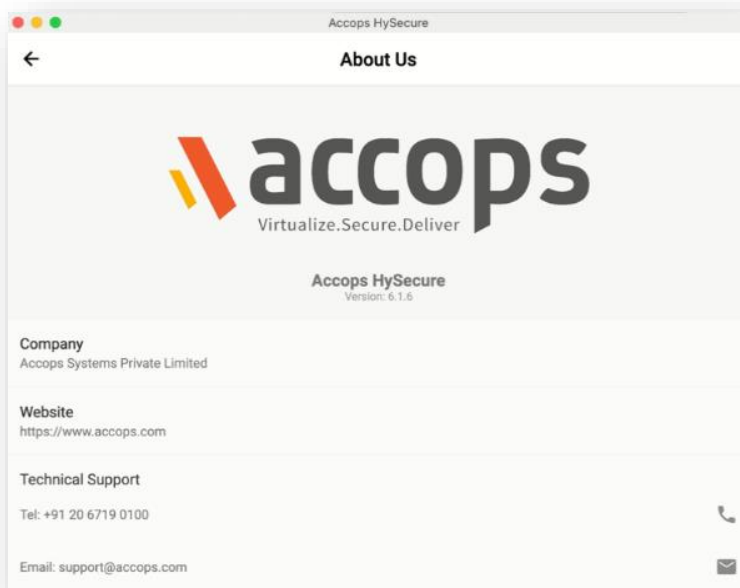 Accops HySecure
About Us
accops
Virtualize.Secure.Deliver
Accops HySecure
Version: 6.1.6
Company
Accops Systems Private Limited
Website
https://www.accops.com
Technical Support
Tel: +91 20 6719 0100
Email: support@accops.com